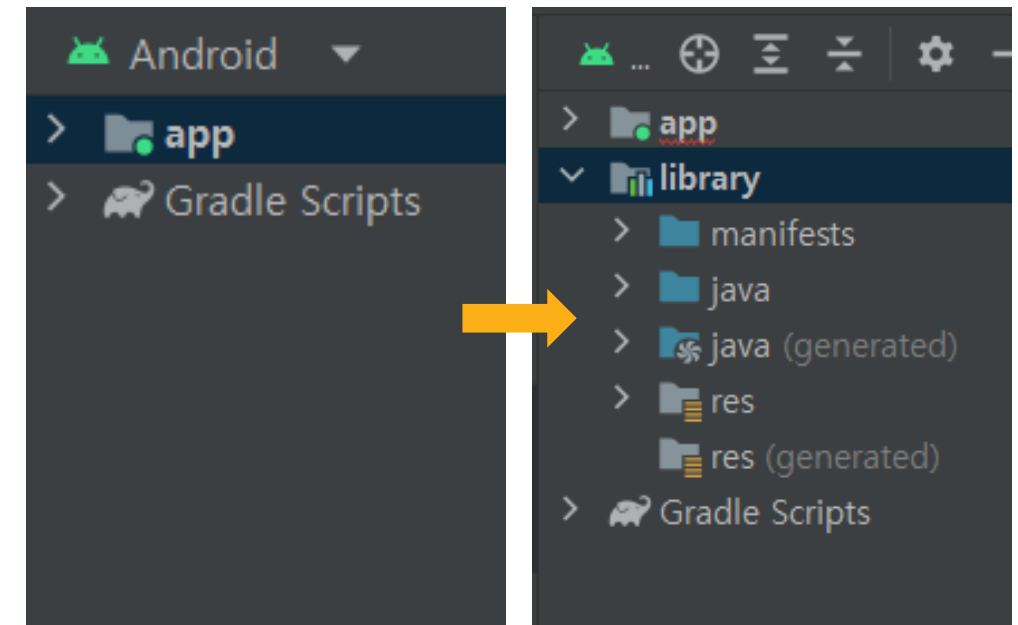 Android
app
Gradle Scripts
...
app
library
manifests
java
java (generated)
res
res (generated)
Gradle Scripts